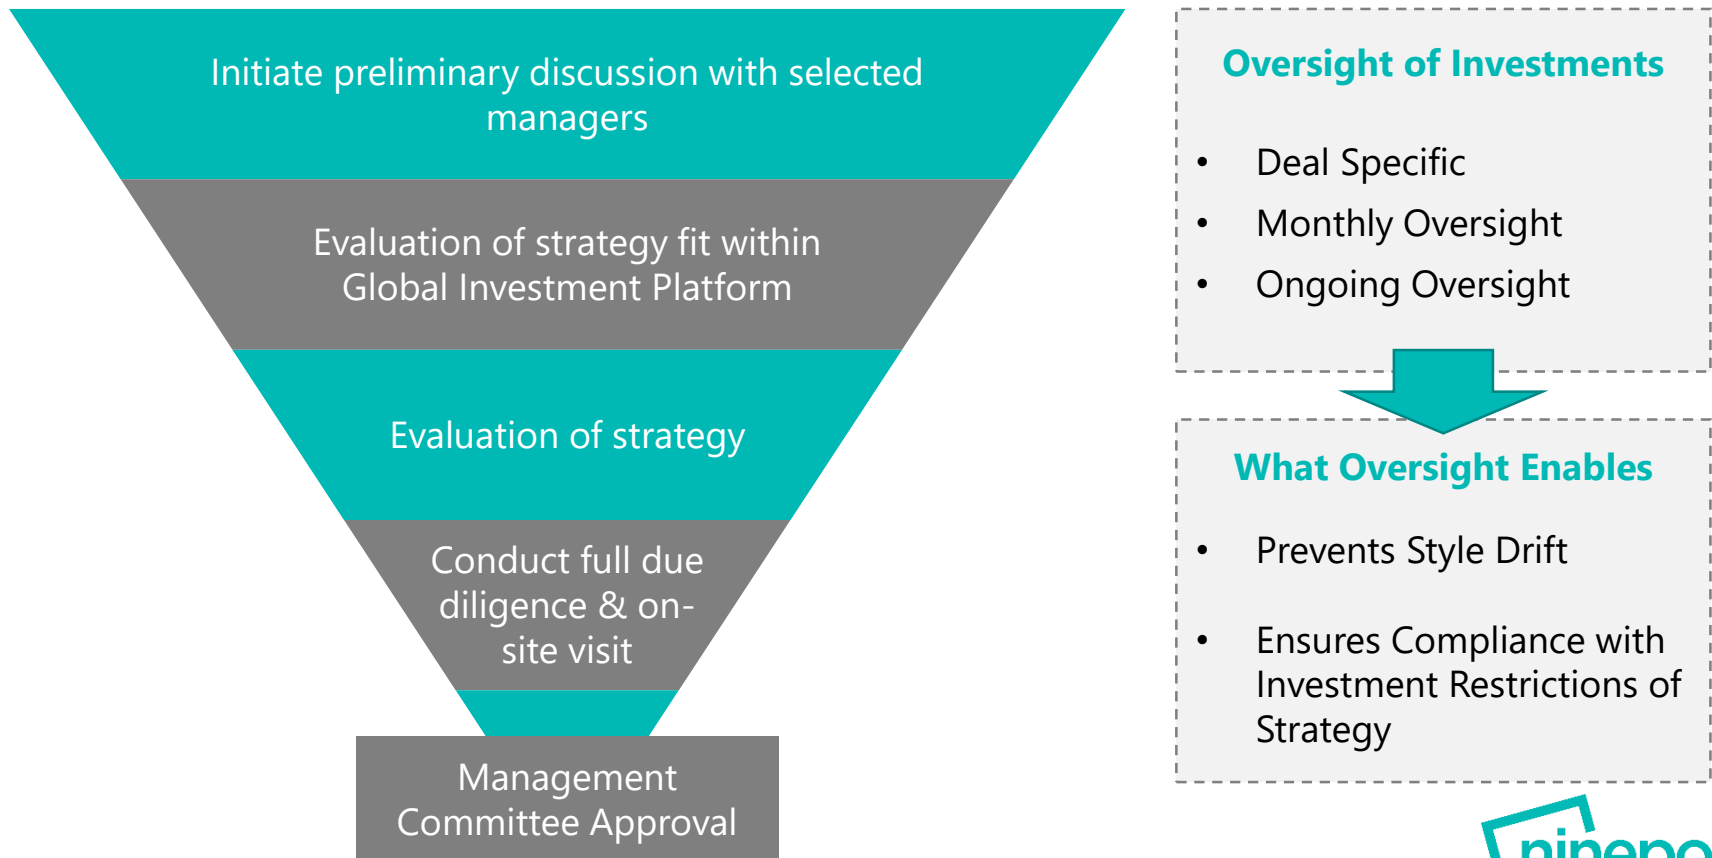 Initiate preliminary discussion with selected
managers
Evaluation of strategy fit within
Global Investment Platform
Evaluation of strategy
Conduct full due
diligence & on-
site visit
Management
Committee Approval
Oversight of Investments
• Deal Specific
• Monthly Oversight
• Ongoing Oversight
What Oversight Enables
• Prevents Style Drift
• Ensures Compliance with
Investment Restrictions of
Strategy